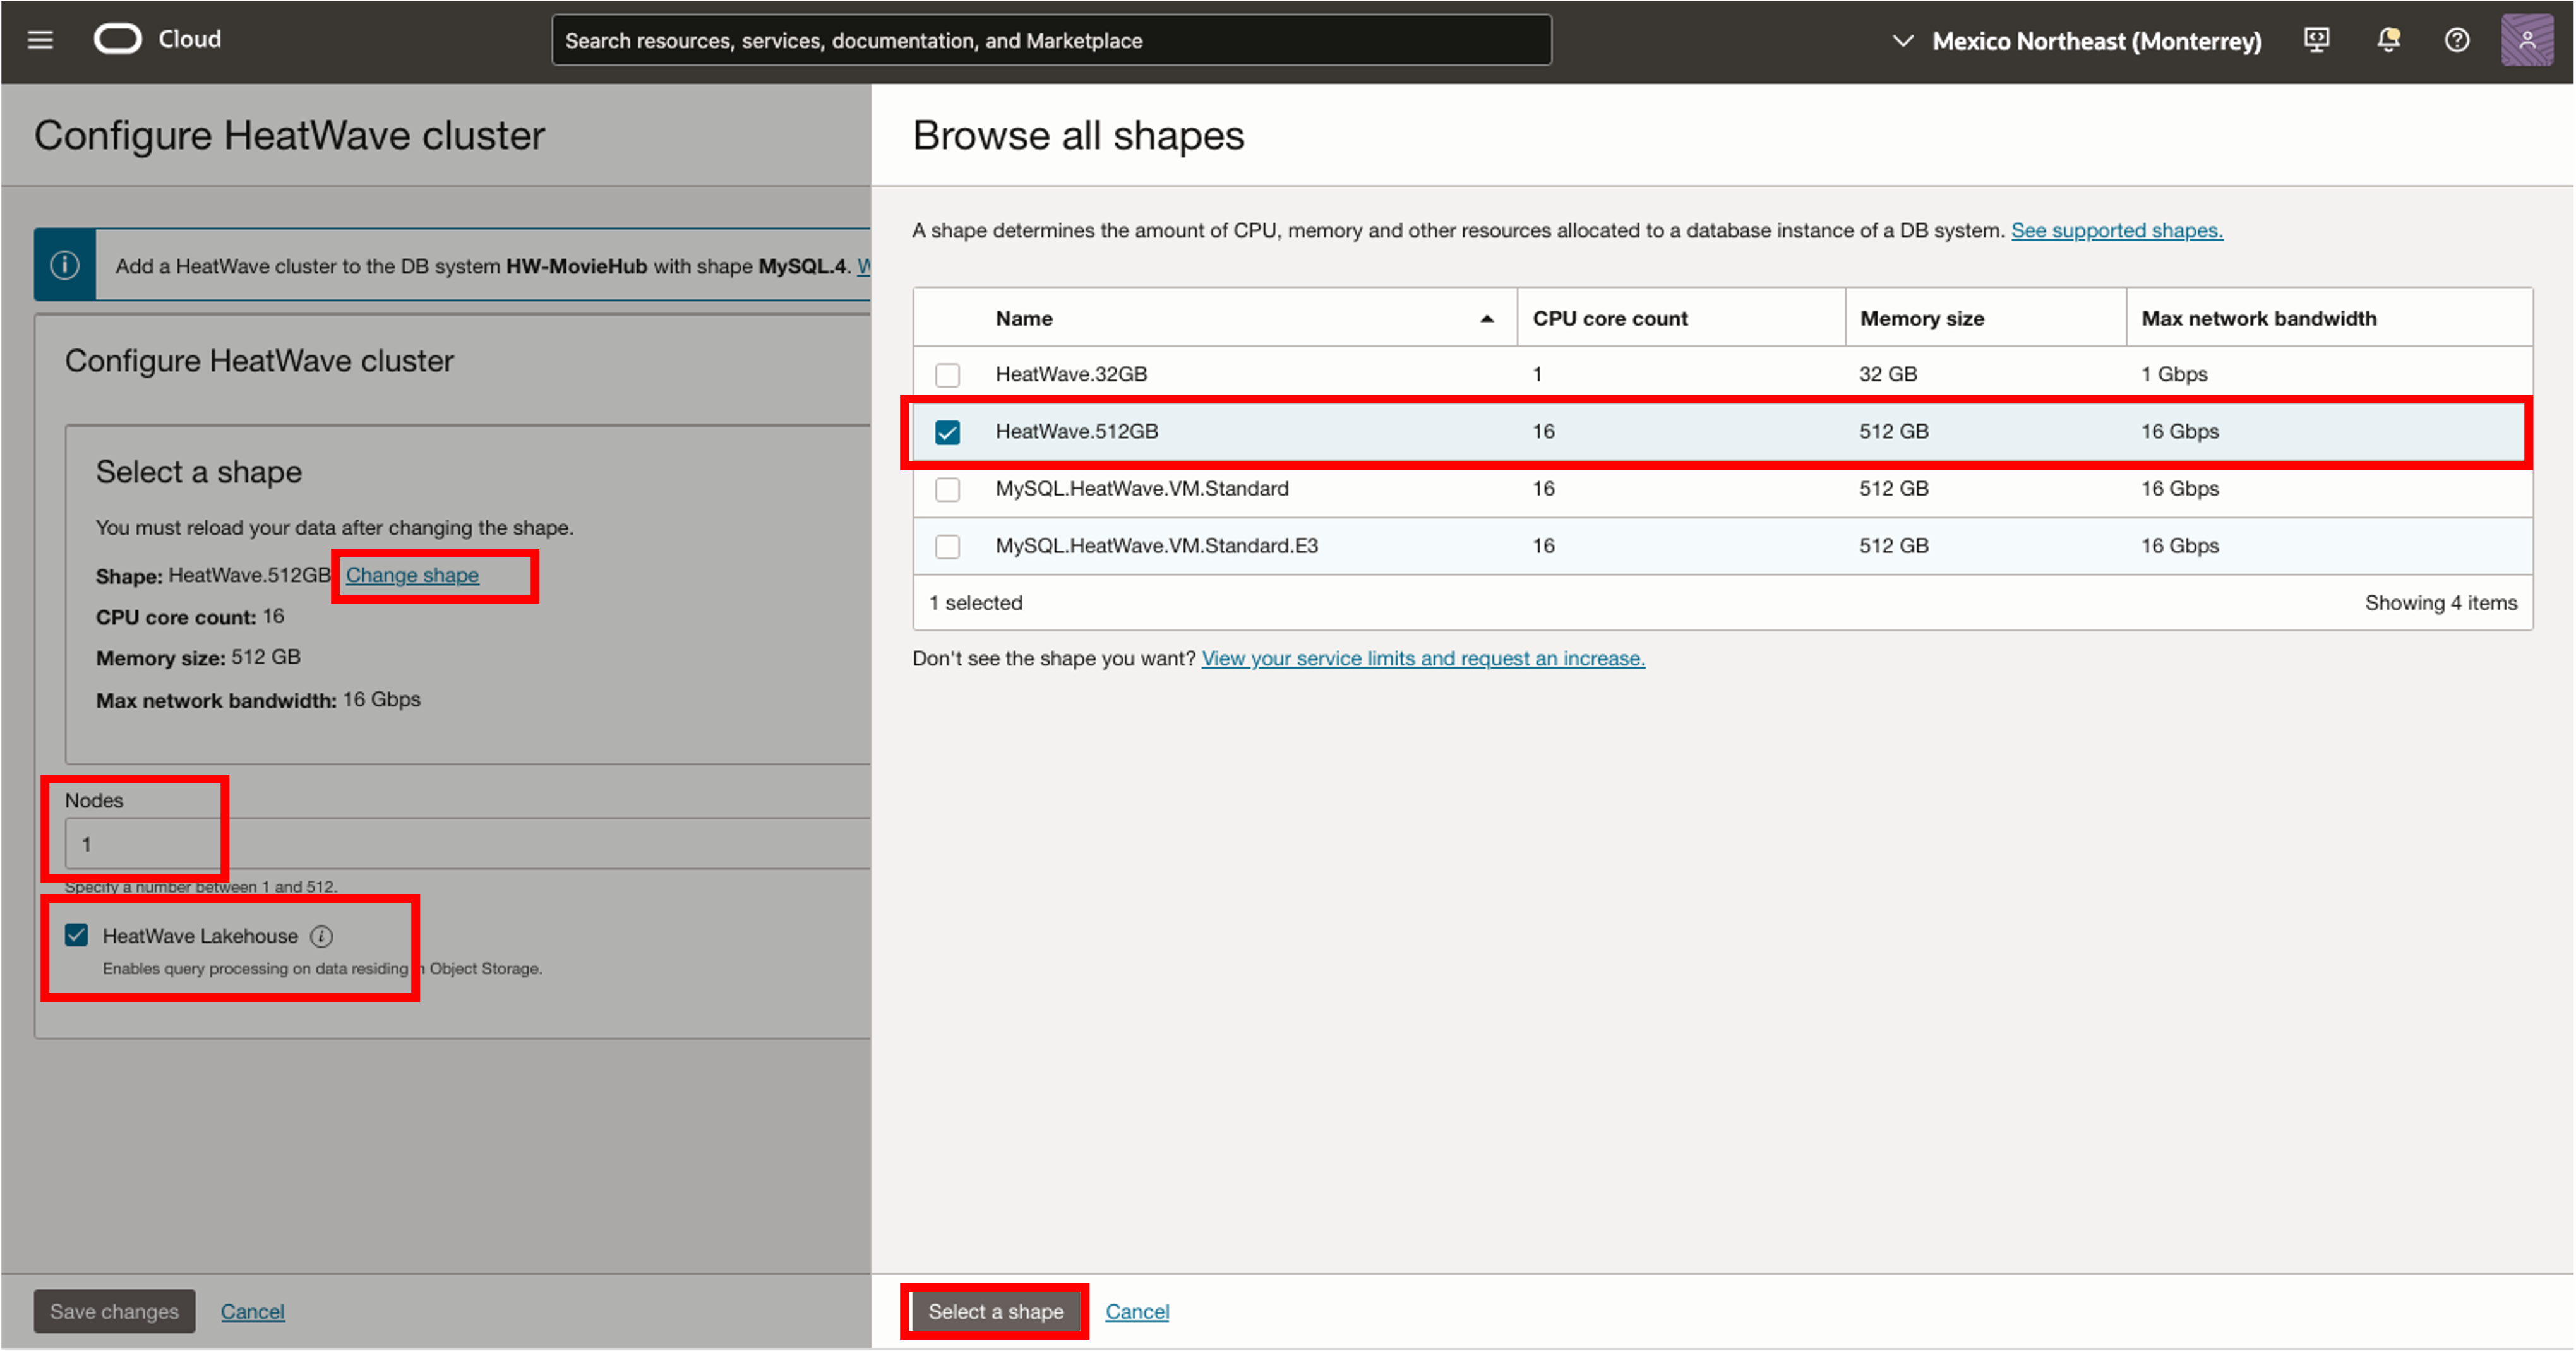 Cloud
Search resources, services, documentation, and Marketplace
Mexico Northeast (Monterrey)
Configure HeatWave cluster
Add a HeatWave cluster to the DB system HW-MovieHub with shape MySQL.4.
Configure HeatWave cluster
Select a shape
You must reload your data after changing the shape.
Shape: HeatWave.512GB Change shape
CPU core count: 16
Memory size: 512 GB
Max network bandwidth: 16 Gbps
Nodes
1
Specify a number between 1 and 512.
HeatWave Lakehouse
Enables query processing on data residing Object Storage.
Save changes Cancel
Browse all shapes
A shape determines the amount of CPU, memory and other resources allocated to a database instance of a DB system. See supported shapes.
Name CPU core count Memory size Max network bandwidth
HeatWave.32GB 1 32 GB 1 Gbps
HeatWave.512GB 16 512 GB 16 Gbps
MySQL.HeatWave.VM.Standard 16 512 GB 16 Gbps
MySQL.HeatWave.VM.Standard.E3 16 512 GB 16 Gbps
1 selected Showing 4 items
Don't see the shape you want? View your service limits and request an increase.
Select a shape Cancel